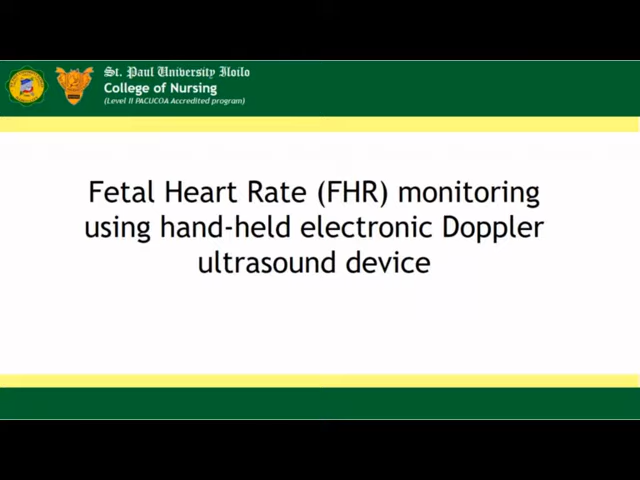 St. Paul University Iloilo
College of Nursing
(Level II PACUCOA Accredited program)
Fetal Heart Rate (FHR) monitoring
using hand-held electronic Doppler
ultrasound device